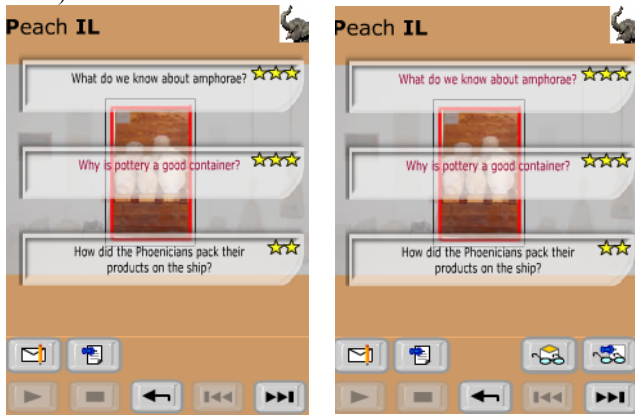 Peach IL
What do we know about amphorae?
Why is pottery a good container?
How did the Phoenicians pack their
products on the ship?
Peach IL
What do we know about amphorae?
Why is pottery a good container?
How did the Phoenicians pack their
products on the ship?